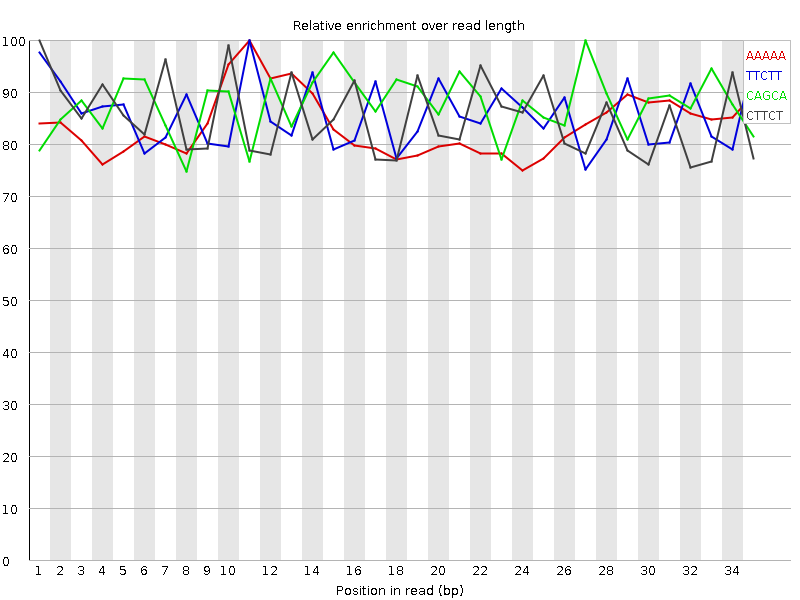 Relative enrichment over read length
100
90
80
70
60
50
40
30
20
10
0
AAAAA
TTCTT
CAGCA
CTTCT
1 2 3 4 5 6 7 8 9 10 12 14 16 18 20 22 24 26 28 30 32 34
Position in read (bp)